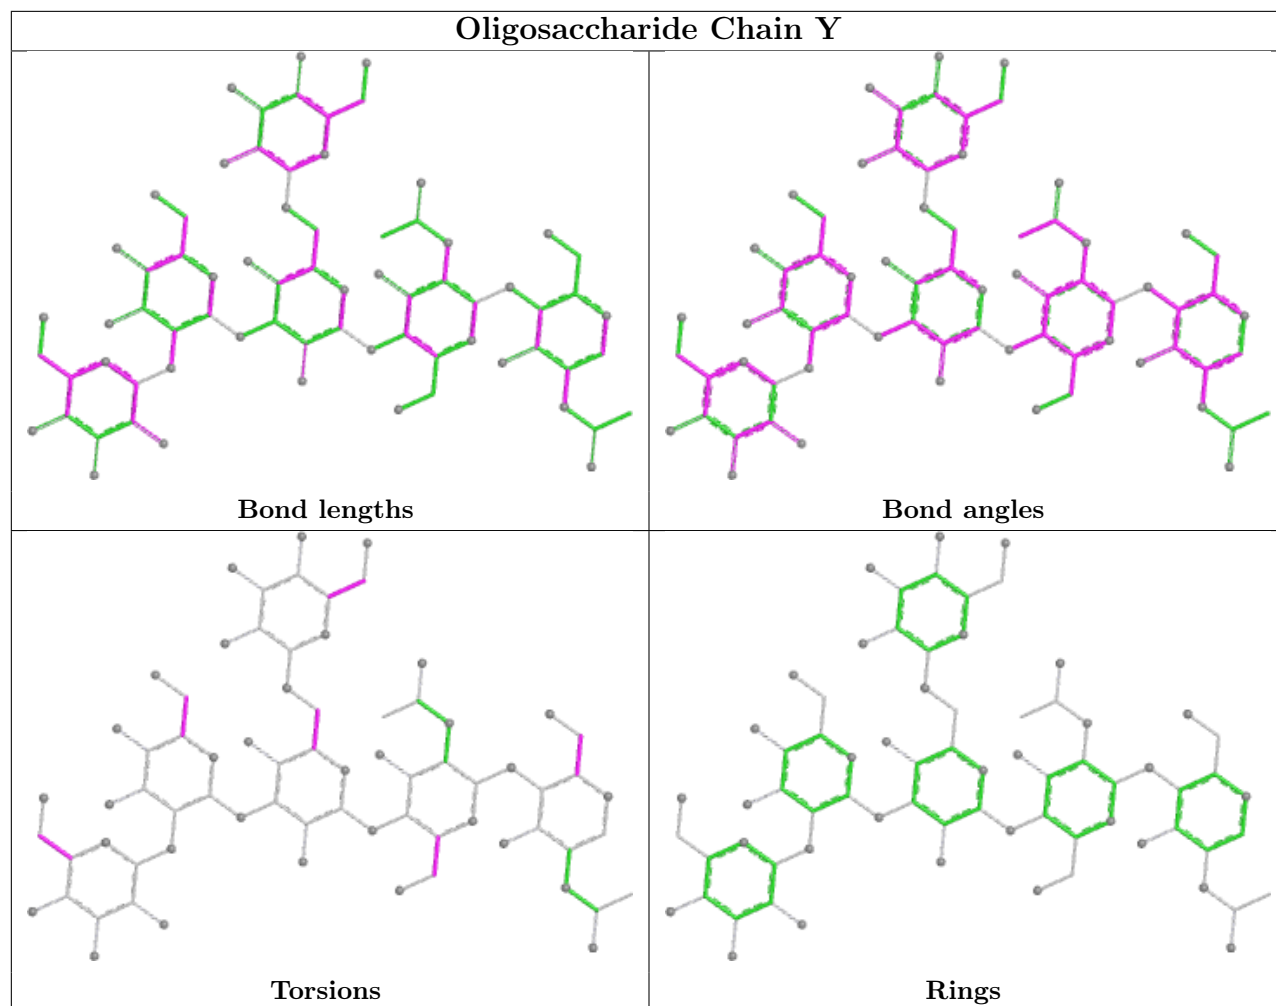 Oligosaccharide Chain Y
Bond lengths
Bond angles
Torsions
Rings